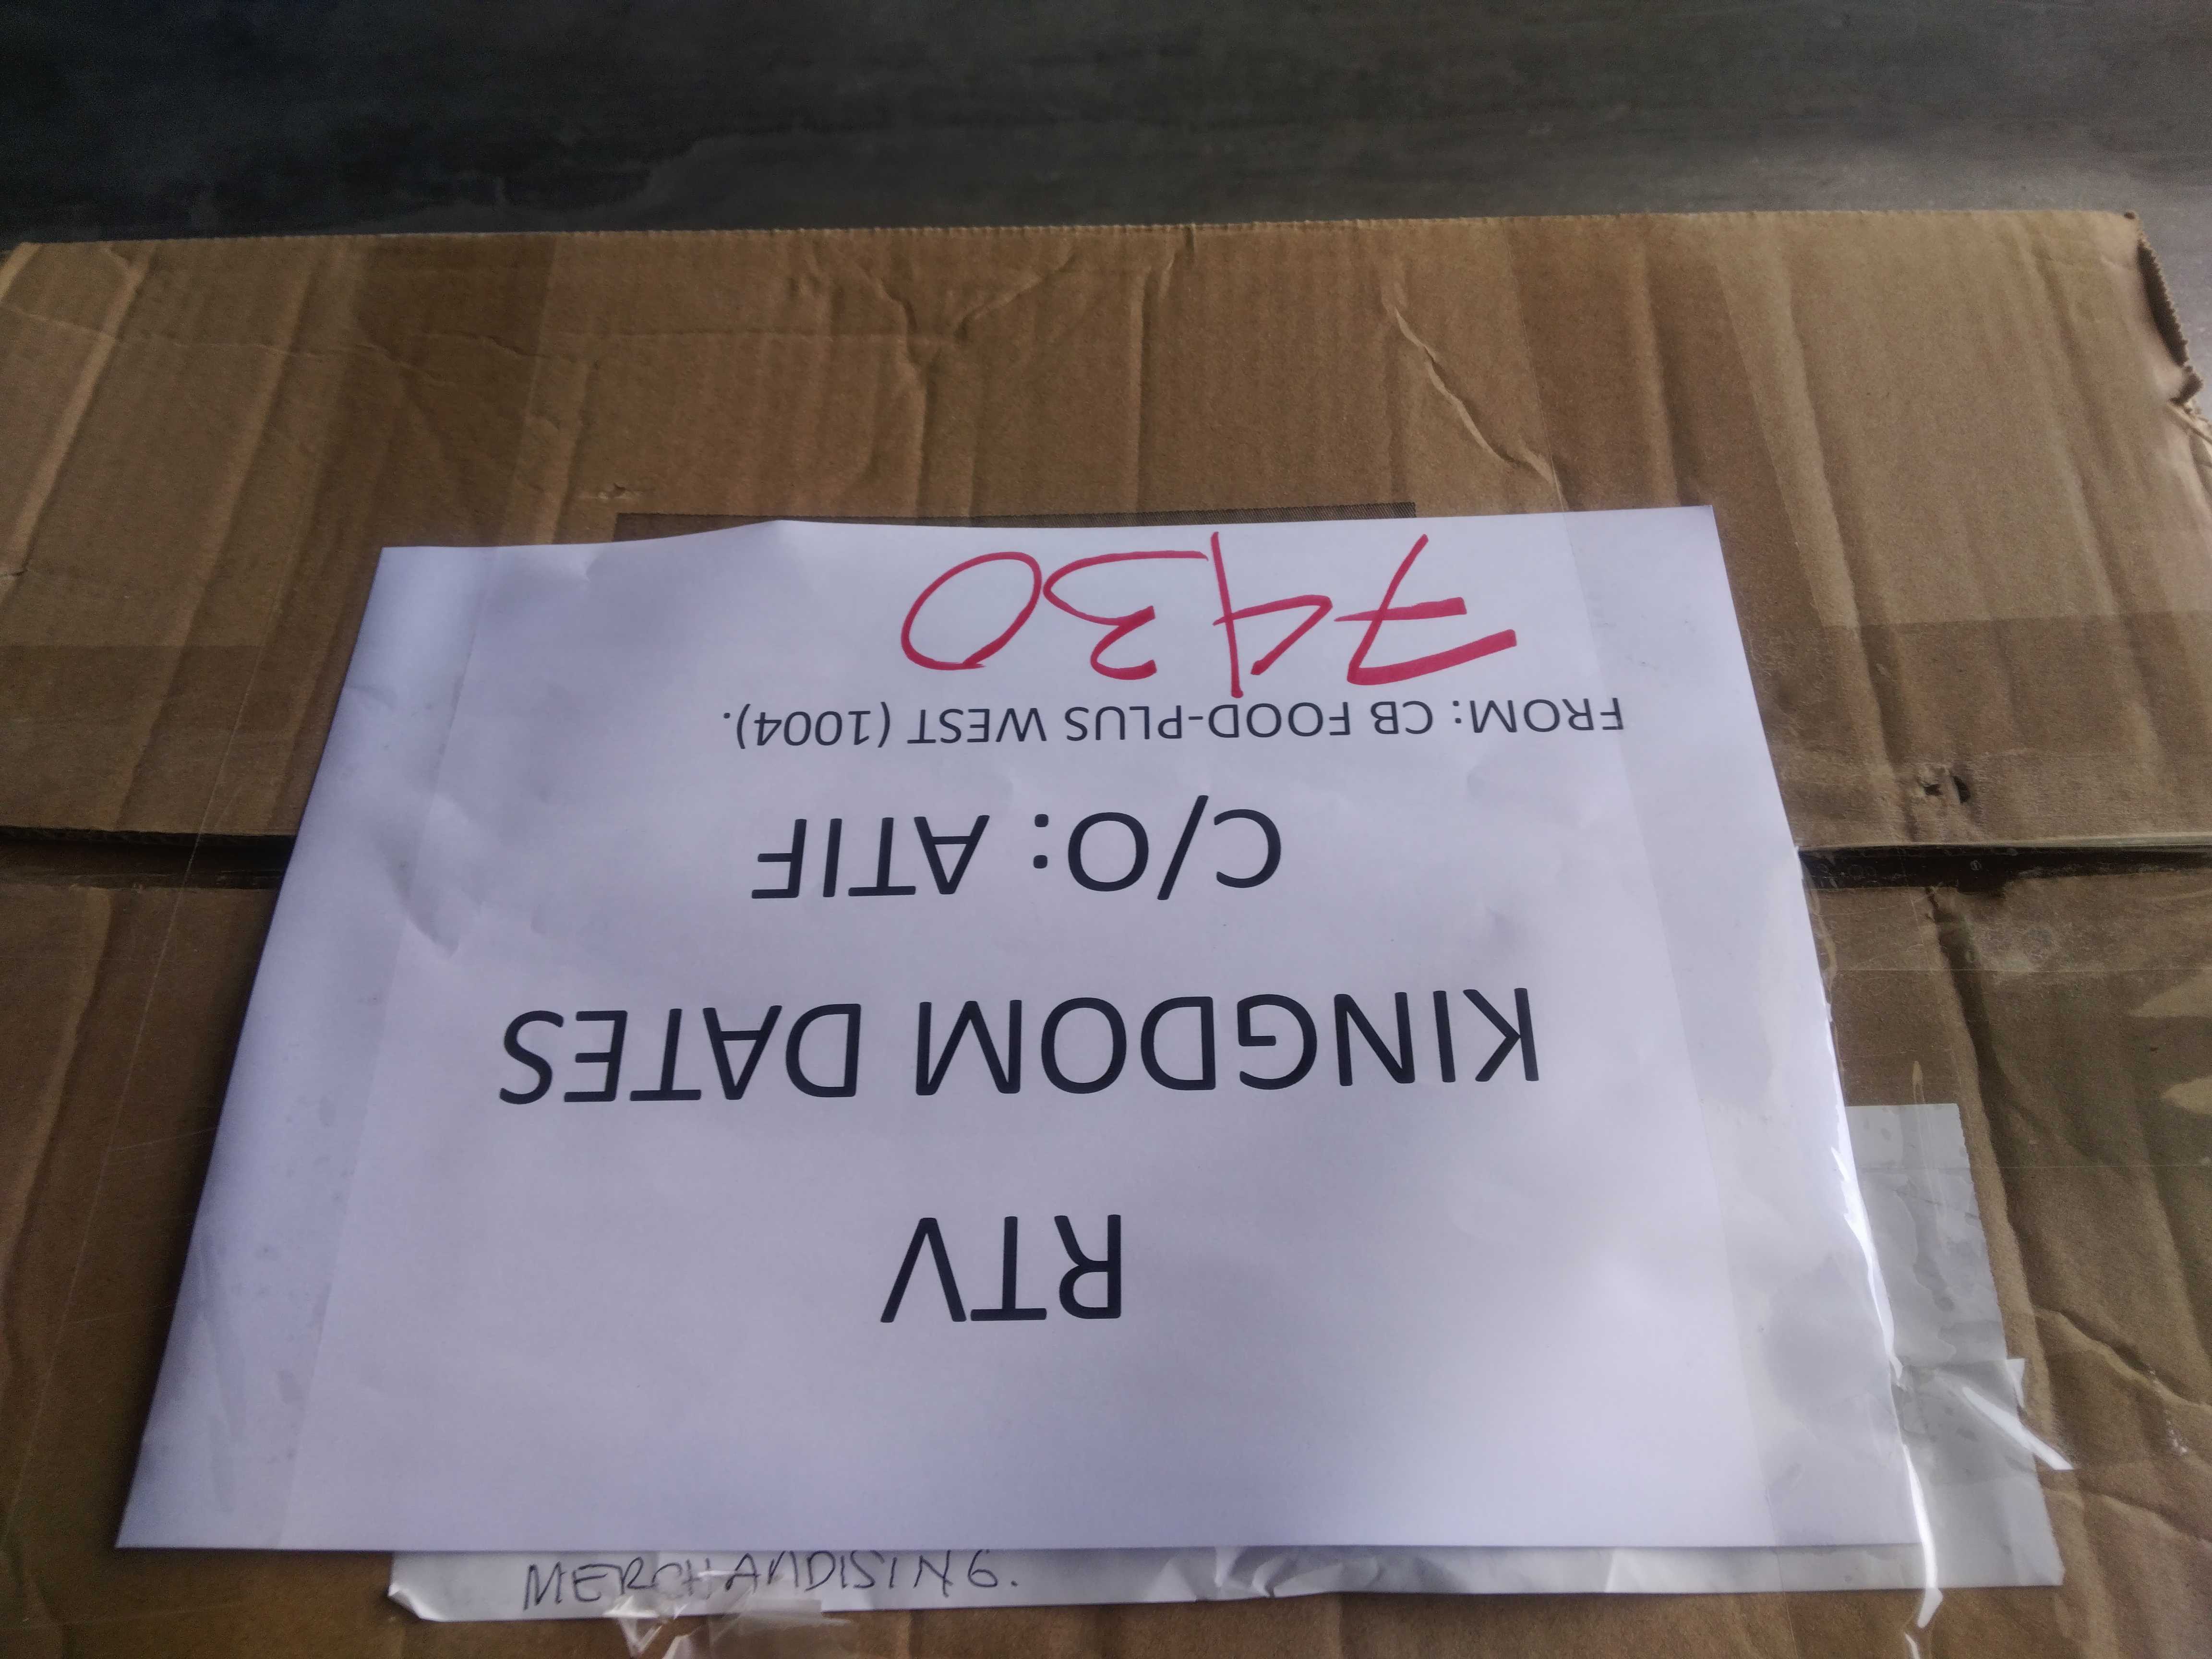 RTV
KINGDOM DATES
C/O: ATIF
FROM: CB FOOD-PLUS WEST (1004).
7430
MERCHANDISING.